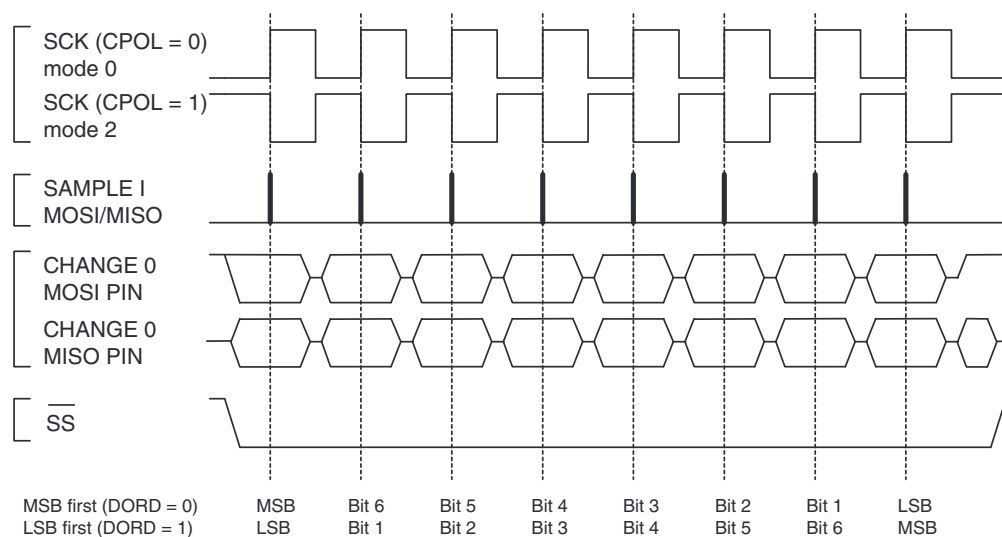 SCK (CPOL = 0)
mode 0
SCK (CPOL = 1)
mode 2
SAMPLE I
MOSI/MISO
CHANGE 0
MOSI PIN
CHANGE 0
MISO PIN
SS
MSB first (DORD = 0) MSB Bit 6 Bit 5 Bit 4 Bit 3 Bit 2 Bit 1 LSB
LSB first (DORD = 1) LSB Bit 1 Bit 2 Bit 3 Bit 4 Bit 5 Bit 6 MSB